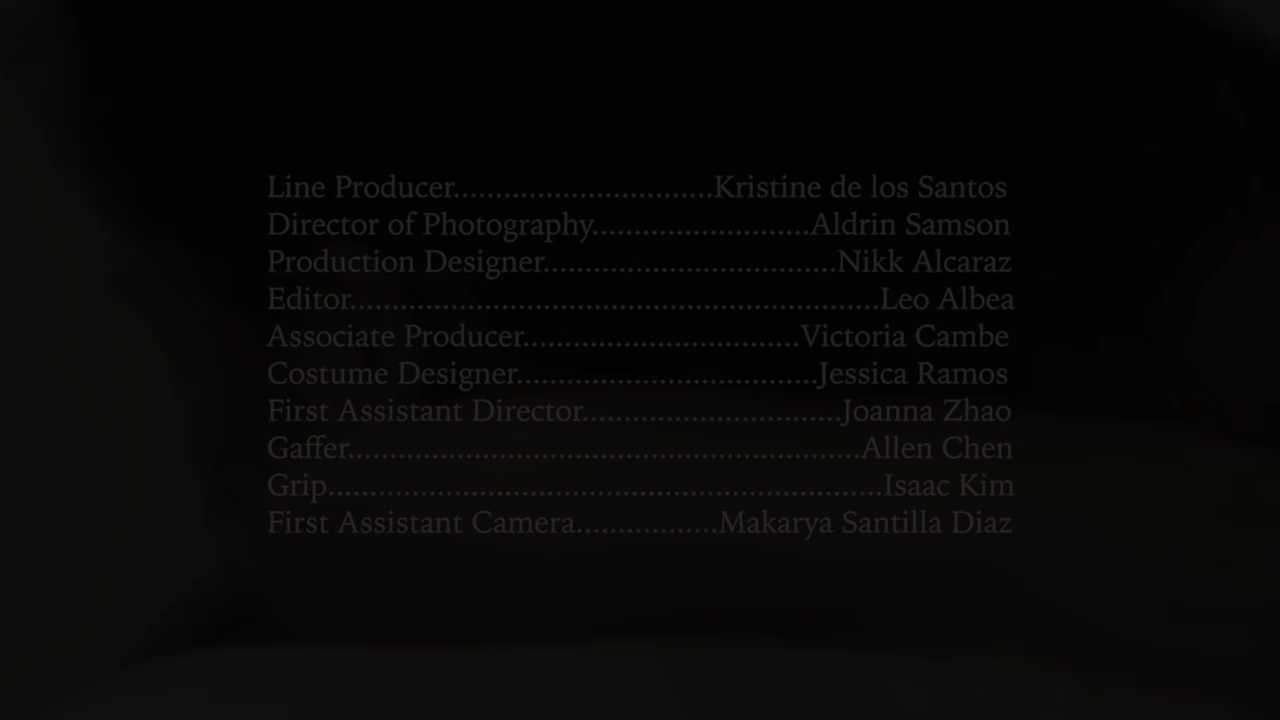 Line Producer...............................Kristine de los Santos
Director of Photography..........................Aldrin Samson
Production Designer...................................Nikk Alcaraz
Editor...............................................................Leo Albea
Associate Producer.................................Victoria Cambe
Costume Designer....................................Jessica Ramos
First Assistant Director...............................Joanna Zhao
Gaffer.............................................................Allen Chen
Grip..................................................................Isaac Kim
First Assistant Camera.................Makarya Santilla Diaz